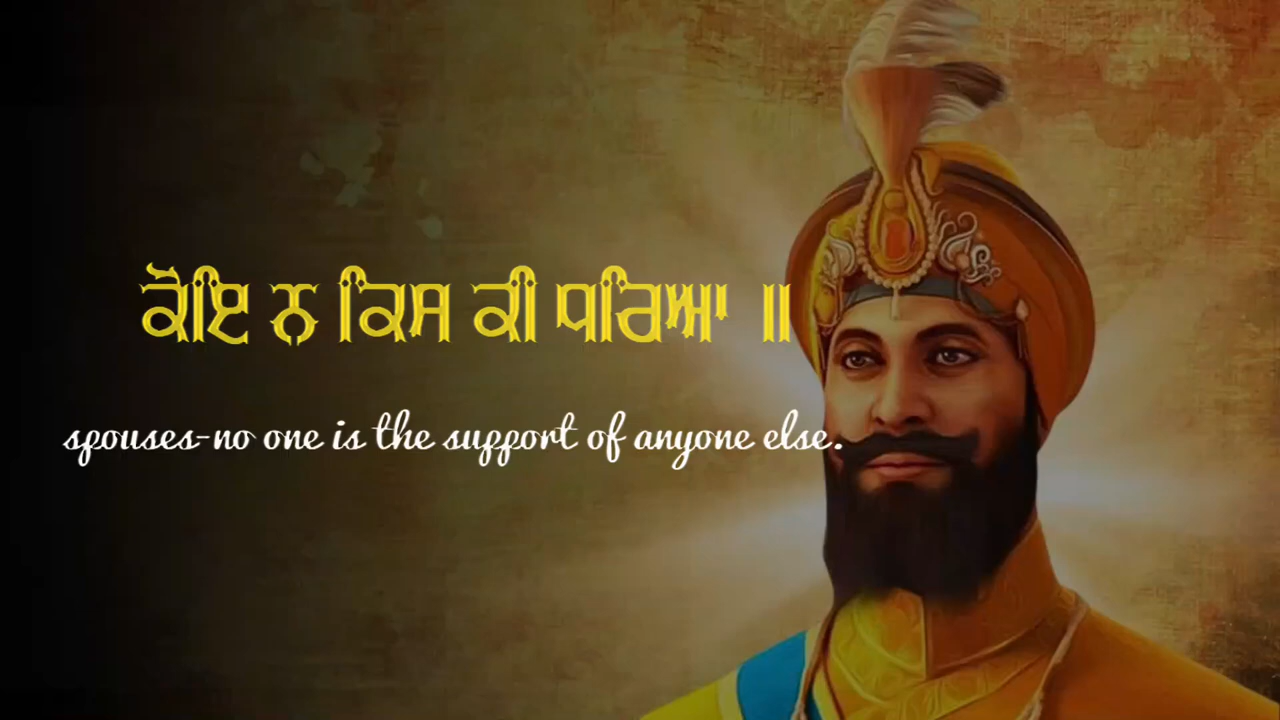 ਕੋਇ ਨ ਕਿਸ ਕੀ ਧਰਿਆ ॥
spouses-no one is the support of anyone else.